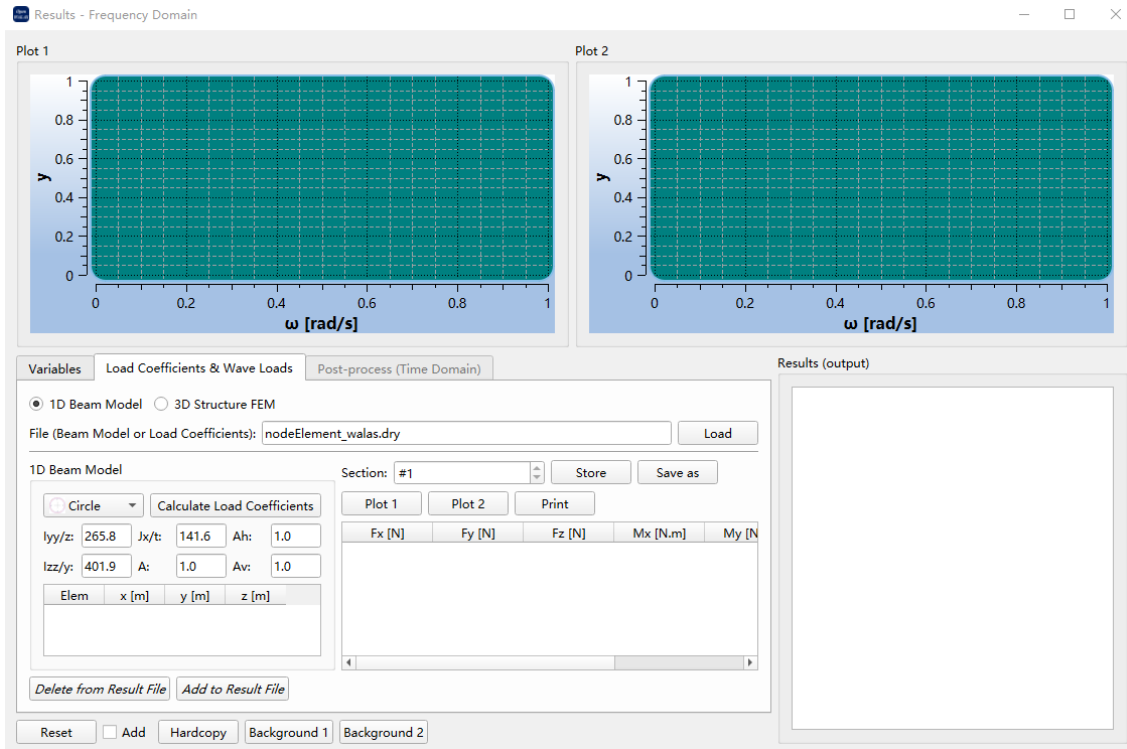 Results - Frequency Domain
Plot 1
Plot 2
1
0.8
0.6
0.4
0.2
0
y
0 0.2 0.4 0.6 0.8 1
ω [rad/s]
1
0.8
0.6
0.4
0.2
0
y
0 0.2 0.4 0.6 0.8 1
ω [rad/s]
Variables Load Coefficients & Wave Loads Post-process (Time Domain)
Results (output)
1D Beam Model 3D Structure FEM
File (Beam Model or Load Coefficients): nodeElement_walas.dry Load
1D Beam Model
Section: #1 Store Save as
Circle Calculate Load Coefficients
Plot 1 Plot 2 Print
Iyy/z: 265.8 Jx/t: 141.6 Ah: 1.0
Fx [N] Fy [N] Fz [N] Mx [N.m] My [N
Izz/y: 401.9 A: 1.0 Av: 1.0
Elem x [m] y [m] z [m]
Delete from Result File Add to Result File
Reset Add Hardcopy Background 1 Background 2